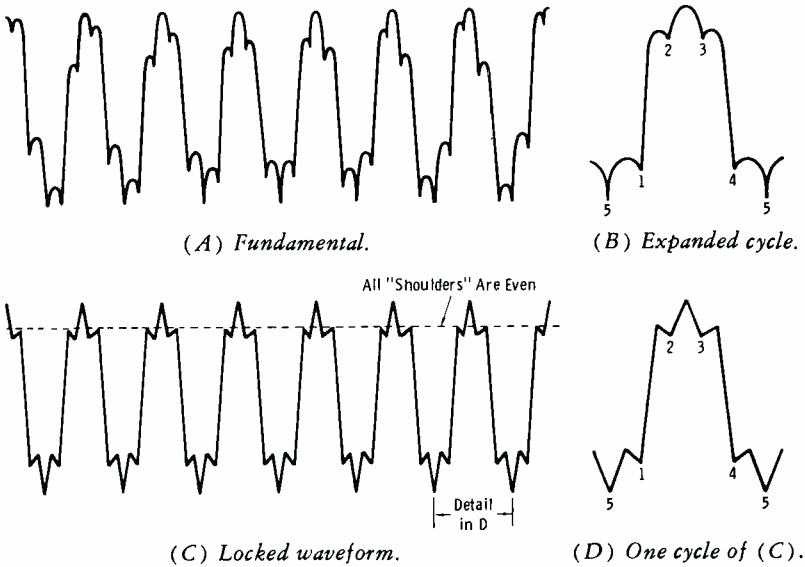 2 3
1 4
5 5
(A) Fundamental.
(B) Expanded cycle.
All "Shoulders" Are Even
2 3
1 4
5 5
Detail
in D
(C) Locked waveform.
(D) One cycle of (C).